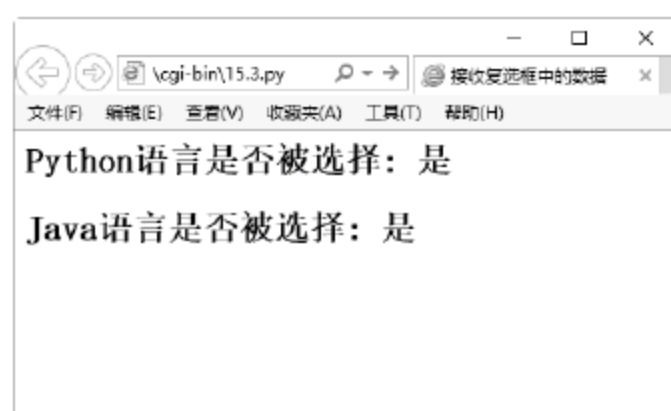 \cgi-bin\15.3.py 接收复选框中的数据
文件(F) 编辑(E) 查看(V) 收藏夹(A) 工具(T) 帮助(H)
Python语言是否被选择: 是
Java语言是否被选择: 是